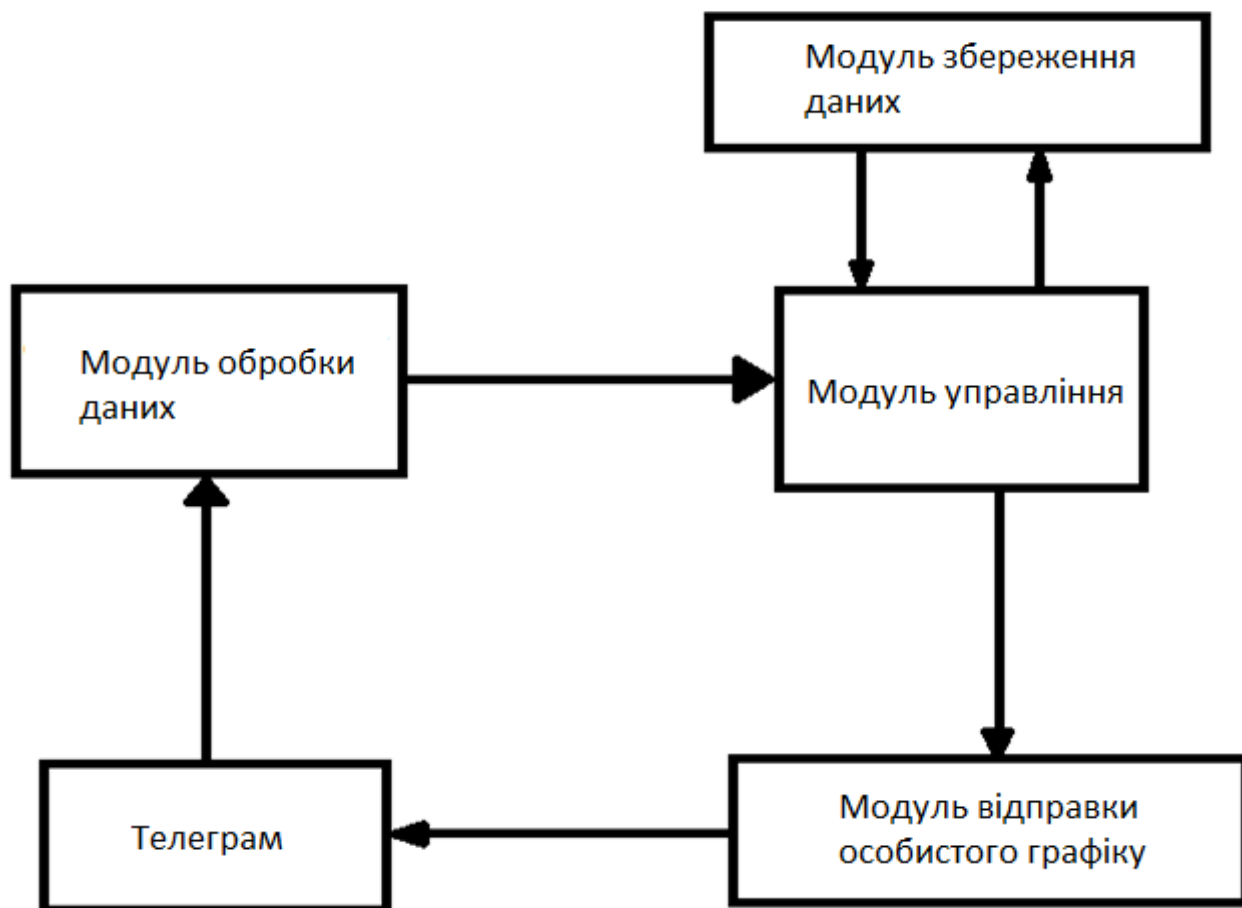 Модуль збереження
даних
Модуль обробки
даних
Модуль управління
Телеграм
Модуль відправки
особистого графіку